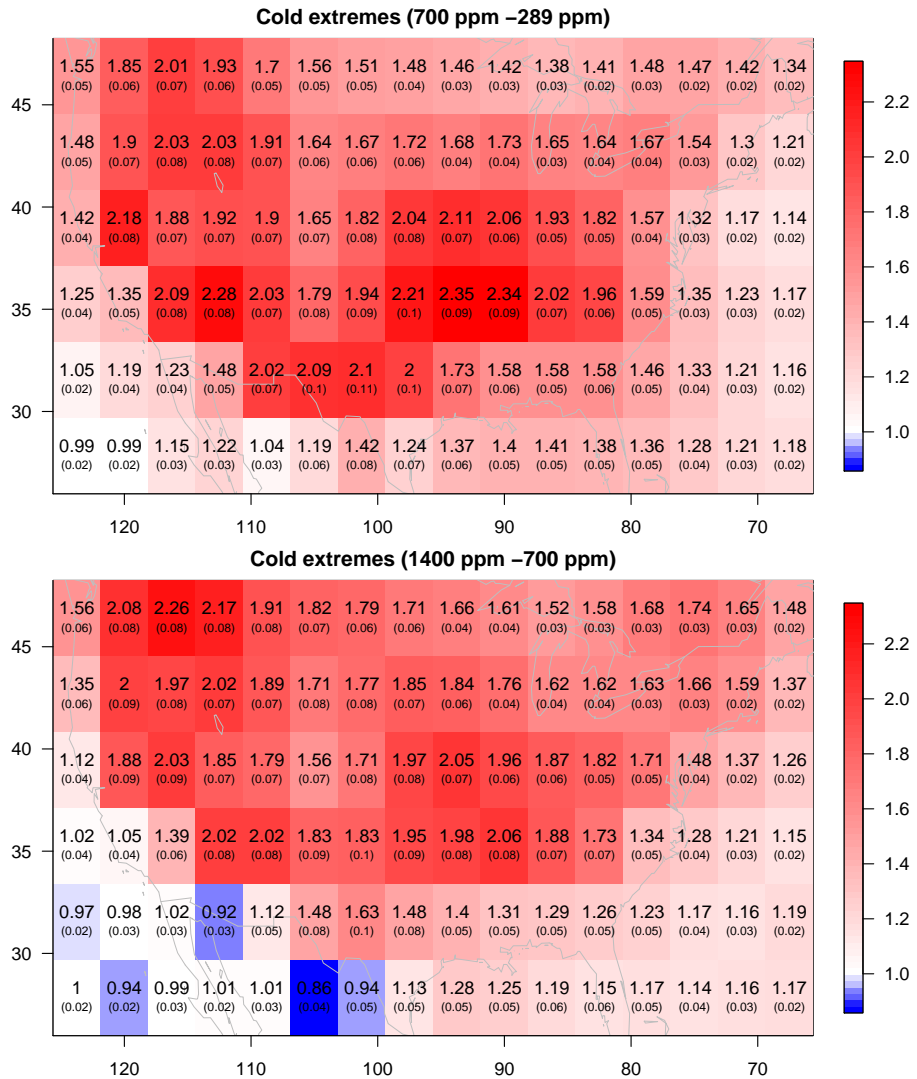 Cold extremes (700 ppm −289 ppm)
1.55 1.85 2.01 1.93 1.7 1.56 1.51 1.48 1.46 1.42 1.38 1.41 1.48 1.47 1.42 1.34
(0.05) (0.06) (0.07) (0.06) (0.05) (0.05) (0.05) (0.04) (0.03) (0.03) (0.03) (0.02) (0.03) (0.02) (0.02) (0.02)
45
2.2
1.48 1.9 2.03 2.03 1.91 1.64 1.67 1.72 1.68 1.73 1.65 1.64 1.67 1.54 1.3 1.21
(0.05) (0.07) (0.08) (0.08) (0.07) (0.06) (0.06) (0.06) (0.04) (0.04) (0.03) (0.04) (0.04) (0.03) (0.02) (0.02)
2.0
40
1.42 2.18 1.88 1.92 1.9 1.65 1.82 2.04 2.11 2.06 1.93 1.82 1.57 1.32 1.17 1.14
(0.04) (0.08) (0.07) (0.07) (0.07) (0.07) (0.08) (0.08) (0.07) (0.06) (0.05) (0.05) (0.04) (0.03) (0.02) (0.02)
1.8
1.6
35
1.25 1.35 2.09 2.28 2.03 1.79 1.94 2.21 2.35 2.34 2.02 1.96 1.59 1.35 1.23 1.17
(0.04) (0.05) (0.08) (0.08) (0.07) (0.08) (0.09) (0.1) (0.09) (0.09) (0.07) (0.06) (0.05) (0.04) (0.03) (0.02)
1.4
1.05 1.19 1.23 1.48 2.02 2.09 2.1 2 1.73 1.58 1.58 1.58 1.46 1.33 1.21 1.16
(0.02) (0.04) (0.04) (0.05) (0.07) (0.1) (0.11) (0.1) (0.07) (0.06) (0.05) (0.06) (0.05) (0.04) (0.03) (0.02)
1.2
30
0.99 0.99 1.15 1.22 1.04 1.19 1.42 1.24 1.37 1.4 1.41 1.38 1.36 1.28 1.21 1.18
(0.02) (0.02) (0.03) (0.03) (0.03) (0.06) (0.08) (0.07) (0.06) (0.05) (0.05) (0.05) (0.05) (0.04) (0.03) (0.02)
1.0
120 110 100 90 80 70
Cold extremes (1400 ppm −700 ppm)
1.56 2.08 2.26 2.17 1.91 1.82 1.79 1.71 1.66 1.61 1.52 1.58 1.68 1.74 1.65 1.48
(0.06) (0.08) (0.08) (0.08) (0.08) (0.07) (0.06) (0.06) (0.04) (0.04) (0.03) (0.03) (0.03) (0.03) (0.02) (0.02)
45
2.2
1.35 2 1.97 2.02 1.89 1.71 1.77 1.85 1.84 1.76 1.62 1.62 1.63 1.66 1.59 1.37
(0.06) (0.09) (0.08) (0.07) (0.07) (0.08) (0.08) (0.07) (0.06) (0.04) (0.04) (0.04) (0.03) (0.03) (0.02) (0.02)
2.0
40
1.12 1.88 2.03 1.85 1.79 1.56 1.71 1.97 2.05 1.96 1.87 1.82 1.71 1.48 1.37 1.26
(0.04) (0.09) (0.09) (0.07) (0.07) (0.07) (0.08) (0.08) (0.07) (0.06) (0.06) (0.05) (0.05) (0.04) (0.02) (0.02)
1.8
1.6
35
1.02 1.05 1.39 2.02 2.02 1.83 1.83 1.95 1.98 2.06 1.88 1.73 1.34 1.28 1.21 1.15
(0.04) (0.04) (0.06) (0.08) (0.08) (0.09) (0.1) (0.09) (0.08) (0.08) (0.07) (0.07) (0.05) (0.04) (0.03) (0.02)
1.4
0.97 0.98 1.02 0.92 1.12 1.48 1.63 1.48 1.4 1.31 1.29 1.26 1.23 1.17 1.16 1.19
(0.02) (0.03) (0.03) (0.03) (0.05) (0.08) (0.1) (0.08) (0.05) (0.05) (0.05) (0.05) (0.05) (0.04) (0.03) (0.02)
1.2
30
1 0.94 0.99 1.01 1.01 0.86 0.94 1.13 1.28 1.25 1.19 1.15 1.17 1.14 1.16 1.17
(0.02) (0.02) (0.03) (0.02) (0.03) (0.04) (0.05) (0.05) (0.05) (0.05) (0.06) (0.06) (0.05) (0.04) (0.03) (0.02)
1.0
120 110 100 90 80 70